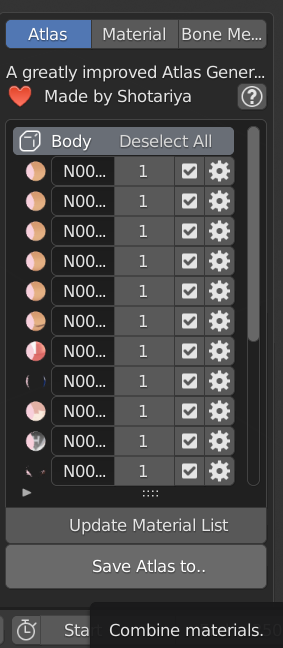 Atlas Material Bone Me...
A greatly improved Atlas Gener...
Made by Shotariya ?
Body Deselect All
N00... 1
N00... 1
N00... 1
N00... 1
N00... 1
N00... 1
N00... 1
N00... 1
N00... 1
N00... 1
N00... 1
Update Material List
Save Atlas to..
Combine materials.